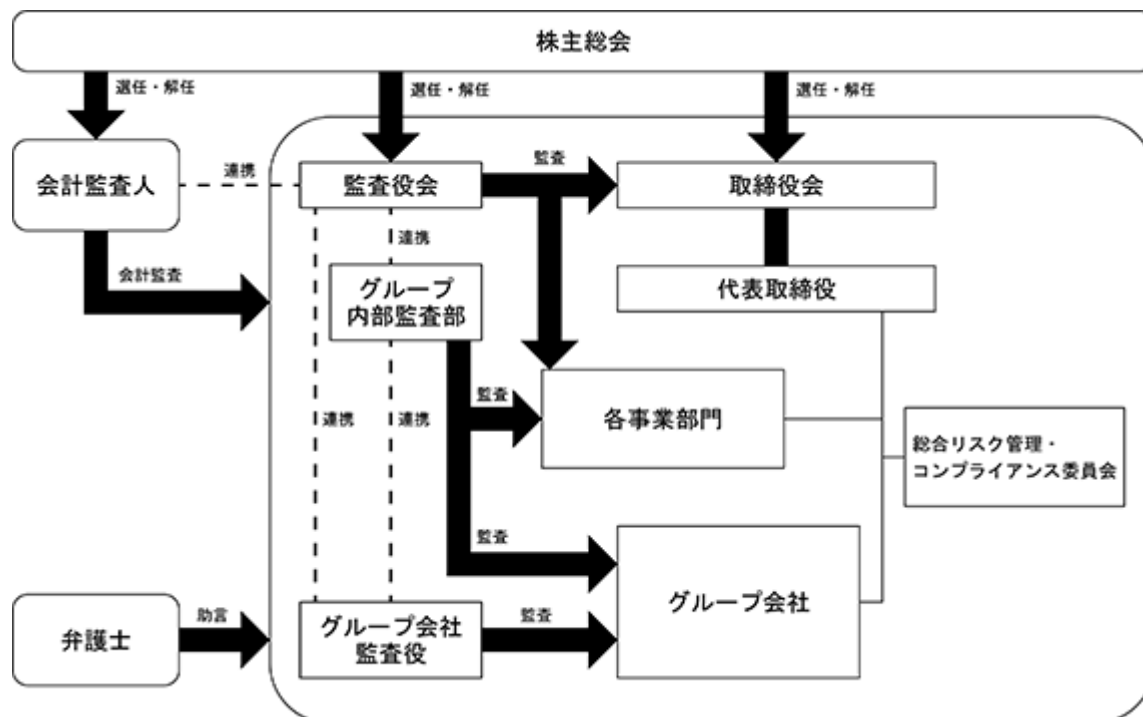 株主総会
選任・解任
選任・解任
選任・解任
会計監査人
連携
監査役会
監査
取締役会
連携
会計監査
グループ
内部監査部
代表取締役
監査
各事業部門
連携
連携
総合リスク管理・
コンプライアンス委員会
監査
グループ会社
弁護士
助言
グループ会社
監査役
監査